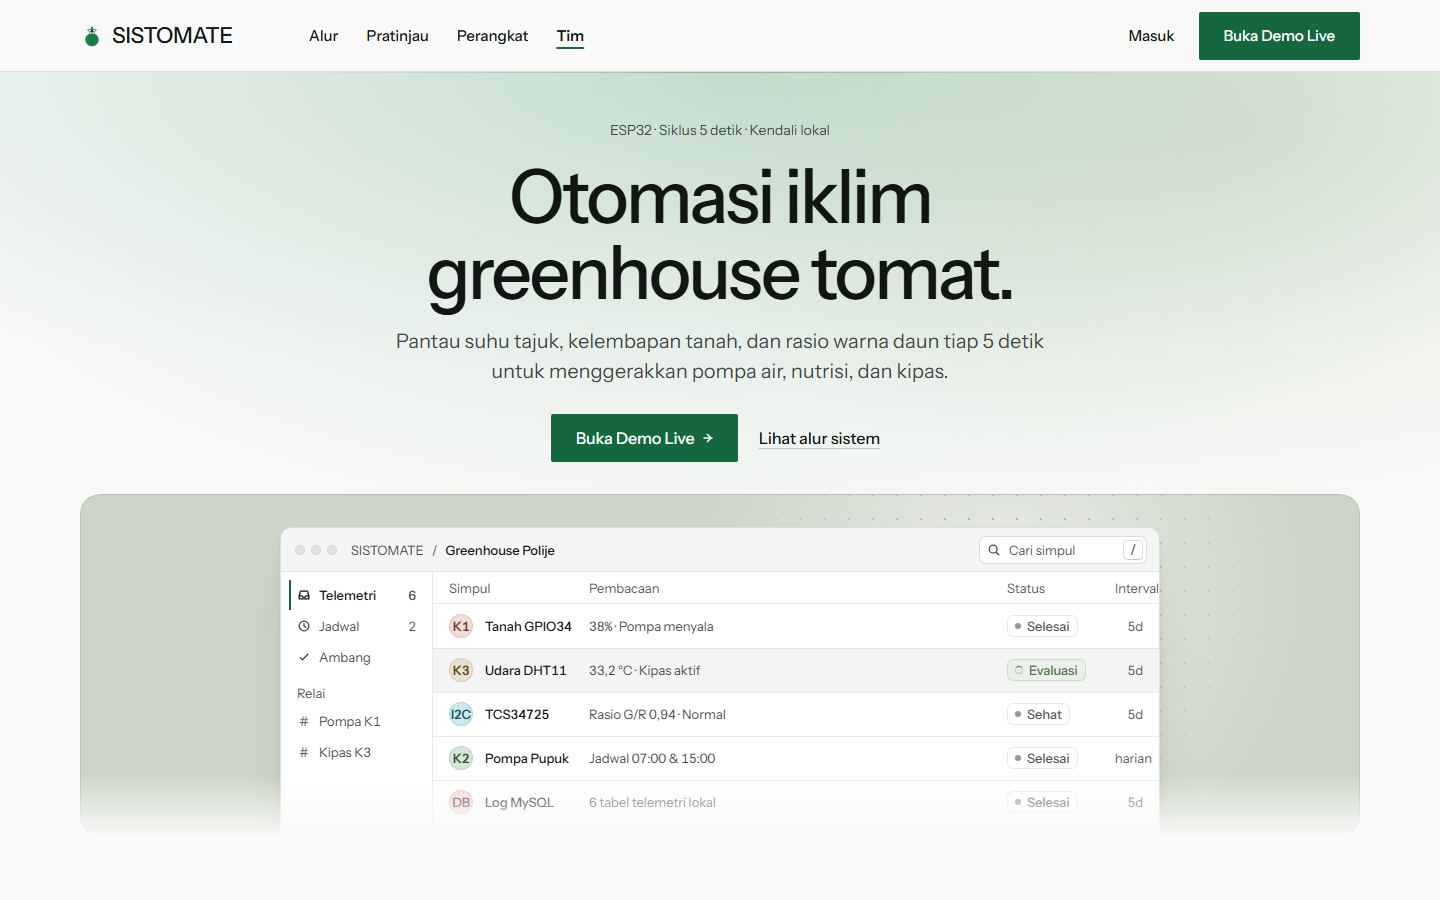 SISTOMATE
Alur
Pratinjau
Perangkat
Tim
Masuk
Buka Demo Live
ESP32 · Siklus 5 detik · Kendali lokal
Otomasi iklim
greenhouse tomat.
Pantau suhu tajuk, kelembapan tanah, dan rasio warna daun tiap 5 detik
untuk menggerakkan pompa air, nutrisi, dan kipas.
Buka Demo Live →
Lihat alur sistem
SISTOMATE / Greenhouse Polije
Cari simpul /
Telemetri 6
Jadwal 2
Ambang
Relai
# Pompa K1
# Kipas K3
Simpul Pembacaan Status Interval
K1 Tanah GPIO34 38% · Pompa menyala Selesai 5d
K3 Udara DHT11 33,2 °C · Kipas aktif Evaluasi 5d
I2C TCS34725 Rasio G/R 0,94 · Normal Sehat 5d
K2 Pompa Pupuk Jadwal 07:00 & 15:00 Selesai harian
DB Log MySQL 6 tabel telemetri lokal Selesai 5d